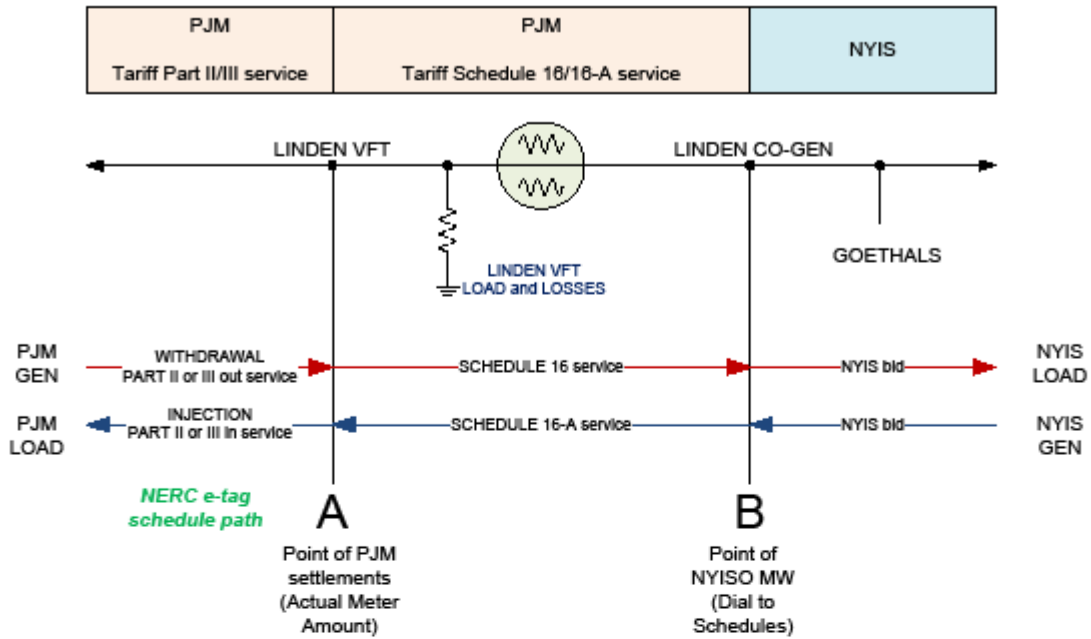 PJM
Tariff Part II/III service
PJM
Tariff Schedule 16/16-A service
NYIS
LINDEN VFT
LINDEN CO-GEN
GOETHALS
LINDEN VFT
LOAD and LOSSES
PJM
GEN
WITHDRAWAL
PART II or III out service
SCHEDULE 16 service
NYIS bid
NYIS
LOAD
PJM
LOAD
INJECTION
PART II or III in service
SCHEDULE 16-A service
NYIS bid
NYIS
GEN
NERC e-tag
schedule path
A
Point of PJM
settlements
(Actual Meter
Amount)
B
Point of
NYISO MW
(Dial to
Schedules)